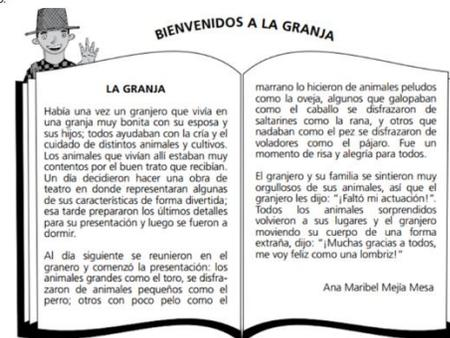 BIENVENIDOS A LA GRANJA
LA GRANJA
Había una vez un granjero que vivía en
una granja muy bonita con su esposa y
sus hijos; todos ayudaban con la cría y el
cuidado de distintos animales y cultivos.
Los animales que vivían allí estaban muy
contentos por el buen trato que recibían.
Un día decidieron hacer una obra de
teatro en donde representaran algunas
de sus características de forma divertida;
esa tarde prepararon los últimos detalles
para su presentación y luego se fueron a
dormir.
Al día siguiente se reunieron en el
granero y comenzó la presentación: los
animales grandes como el toro, se disfra-
zaron de animales pequeños como el
perro; otros con poco pelo como el
marrano lo hicieron de animales peludos
como la oveja, algunos que galopaban
como el caballo se disfrazaron de
saltarines como la rana, y otros que
nadaban como el pez se disfrazaron de
voladores como el pájaro. Fue un
momento de risa y alegría para todos.
El granjero y su familia se sintieron muy
orgullosos de sus animales, así que el
granjero les dijo: "¡Faltó mi actuación!".
Todos los animales sorprendidos
volvieron a sus lugares y el granjero
moviendo su cuerpo de una forma
extraña, dijo: "¡Muchas gracias a todos,
me voy feliz como una lombriz!"
Ana Maribel Mejía Mesa